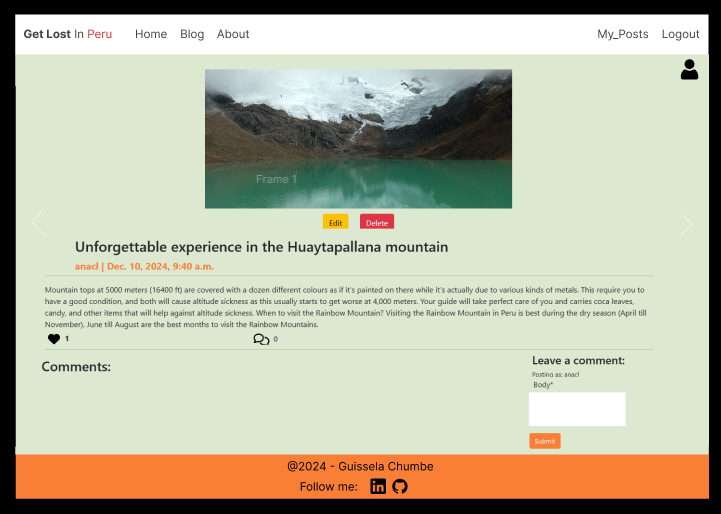 Get Lost In Peru Home Blog About My_Posts Logout
Frame 1
Edit Delete
Unforgettable experience in the Huaytapallana mountain
anacl | Dec. 10, 2024, 9:40 a.m.
Mountain tops at 5000 meters (16400 ft) are covered with a dozen different colours as if it's painted on there while it's actually due to various kinds of metals. This require you to
have a good condition, and both will cause altitude sickness as this usually starts to get worse at 4,000 meters. Your guide will take perfect care of you and carries coca leaves,
candy, and other items that will help against altitude sickness. When to visit the Rainbow Mountain? Visiting the Rainbow Mountain in Peru is best during the dry season (April till
November). June till August are the best months to visit the Rainbow Mountains.
1 0
Comments:
Leave a comment:
Posting as: anacl
Body*
Submit
@2024 - Guissela Chumbe
Follow me: